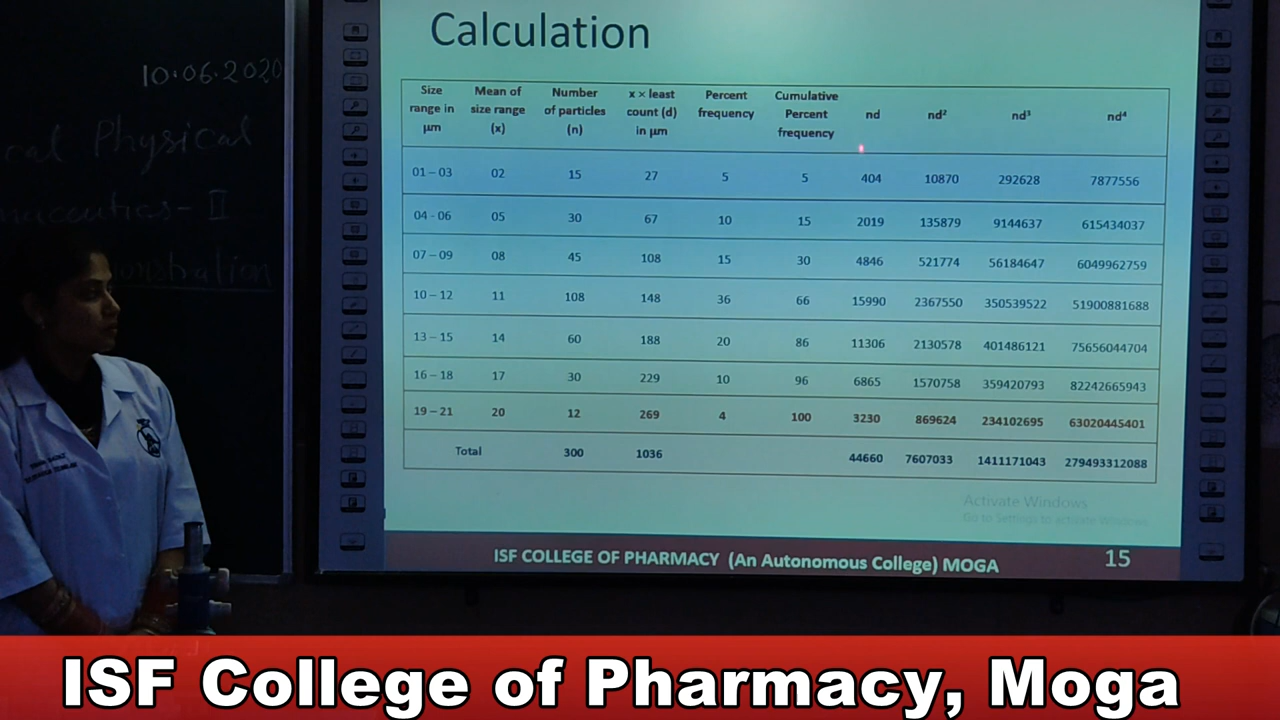 Calculation
10.06.2020
Physical
II
Size range in µm | Mean of size range (x) | Number of particles (n) | x × least count (d) in µm | Percent frequency | Cumulative Percent frequency | nd | nd² | nd³ | nd⁴
01 – 03 | 02 | 15 | 27 | 5 | 5 | 404 | 10870 | 292628 | 7877556
04 - 06 | 05 | 30 | 67 | 10 | 15 | 2019 | 135879 | 9144637 | 615434037
07 – 09 | 08 | 45 | 108 | 15 | 30 | 4846 | 521774 | 56184647 | 6049962759
10 – 12 | 11 | 108 | 148 | 36 | 66 | 15990 | 2367550 | 350539522 | 51900881688
13 – 15 | 14 | 60 | 188 | 20 | 86 | 11306 | 2130578 | 401486121 | 75656044704
16 – 18 | 17 | 30 | 229 | 10 | 96 | 6865 | 1570758 | 359420793 | 82242665943
19 – 21 | 20 | 12 | 269 | 4 | 100 | 3230 | 869624 | 234102695 | 63020445401
Total | 300 | 1036 | 44660 | 7607033 | 1411171043 | 279493312088
Activate Windows
Go to Settings to activate Windows.
ISF COLLEGE OF PHARMACY (An Autonomous College) MOGA
15
ISF College of Pharmacy, Moga